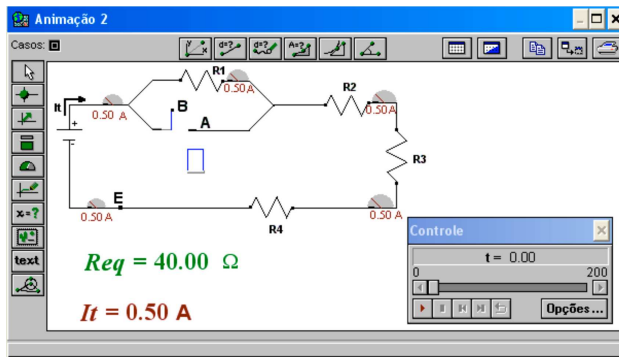 Animação 2
Casos:
y x d=? d=? A=?
R1
It
0.50 A
0.50 A
B
A
R2
0.50 A
+
-
R3
E
0.50 A
R4
0.50 A
x=?
text
Req = 40.00 Ω
It = 0.50 A
Controle
t = 0.00
0 200
Opções...